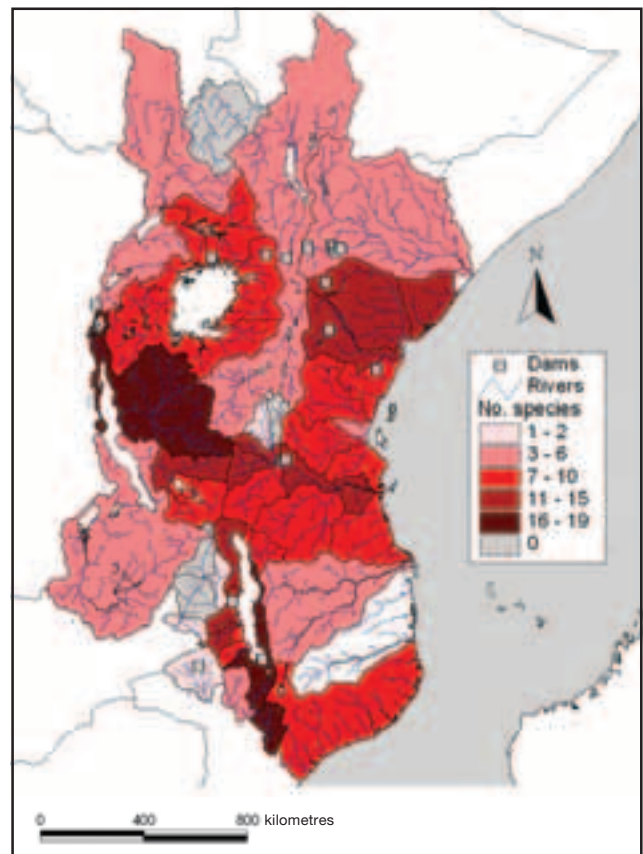 N
Dams
Rivers
No. species
1 - 2
3 - 6
7 - 10
11 - 15
16 - 19
0
0 400 800 kilometres